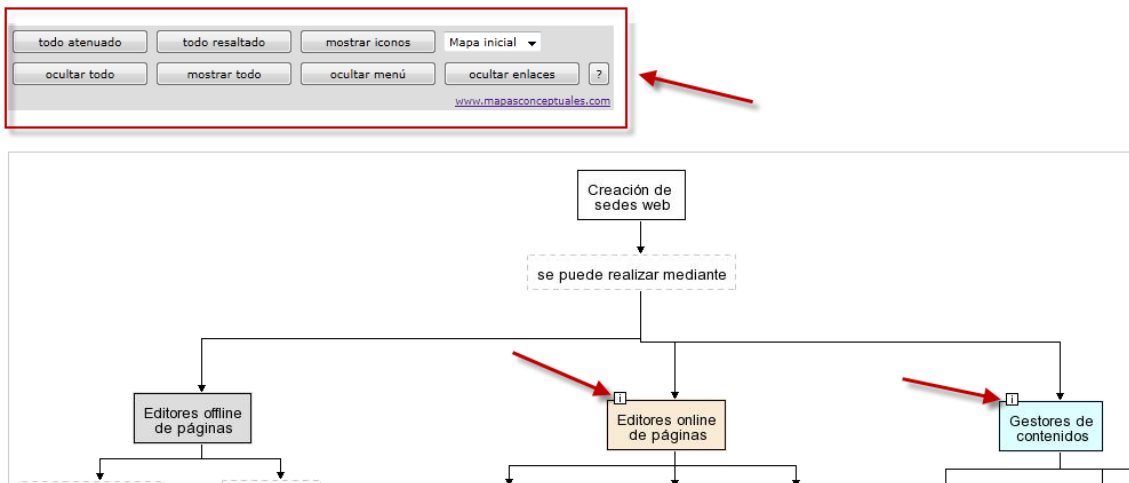 todo atenuado todo resaltado mostrar iconos Mapa inicial
ocultar todo mostrar todo ocultar menú ocultar enlaces ?
www.mapasconceptuales.com
Creación de
sedes web
se puede realizar mediante
Editores offline
de páginas
i
Editores online
de páginas
i
Gestores de
contenidos